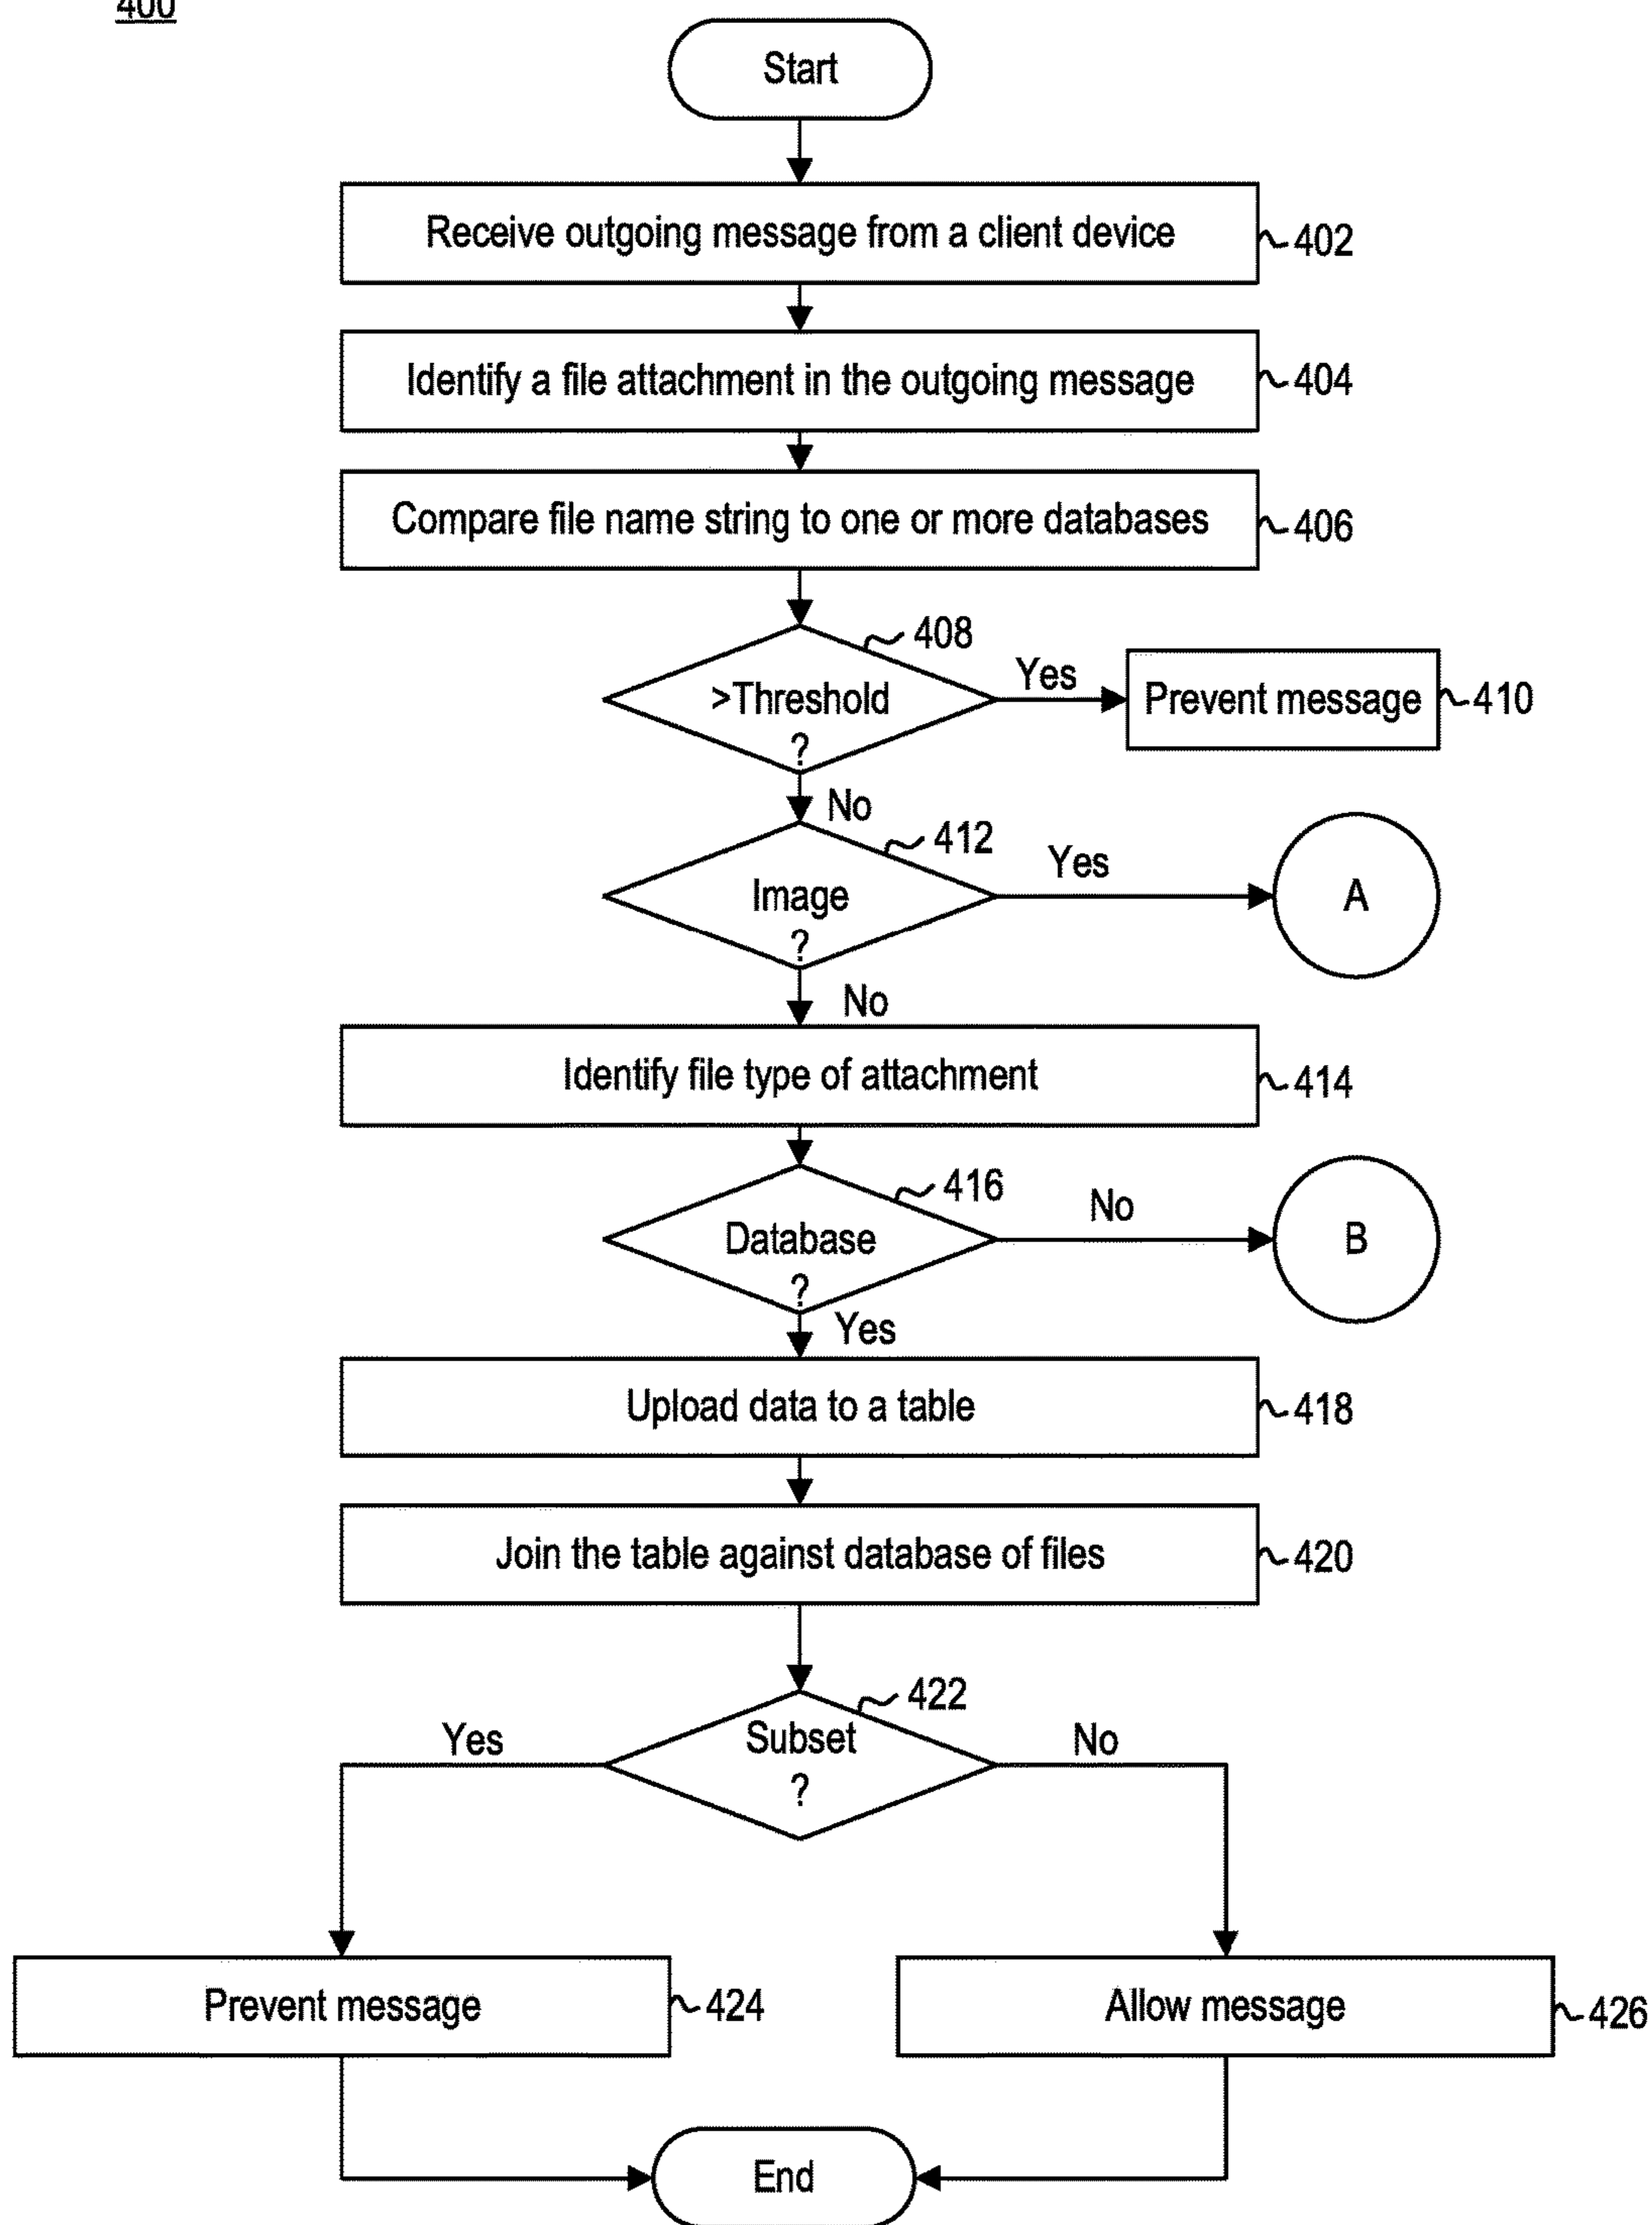 400
Start
Receive outgoing message from a client device
402
Identify a file attachment in the outgoing message
404
Compare file name string to one or more databases
406
408
>Threshold
?
Yes
Prevent message
410
No
412
Image
?
Yes
A
No
Identify file type of attachment
414
416
Database
?
No
B
Yes
Upload data to a table
418
Join the table against database of files
420
422
Subset
?
Yes
No
Prevent message
424
Allow message
426
End